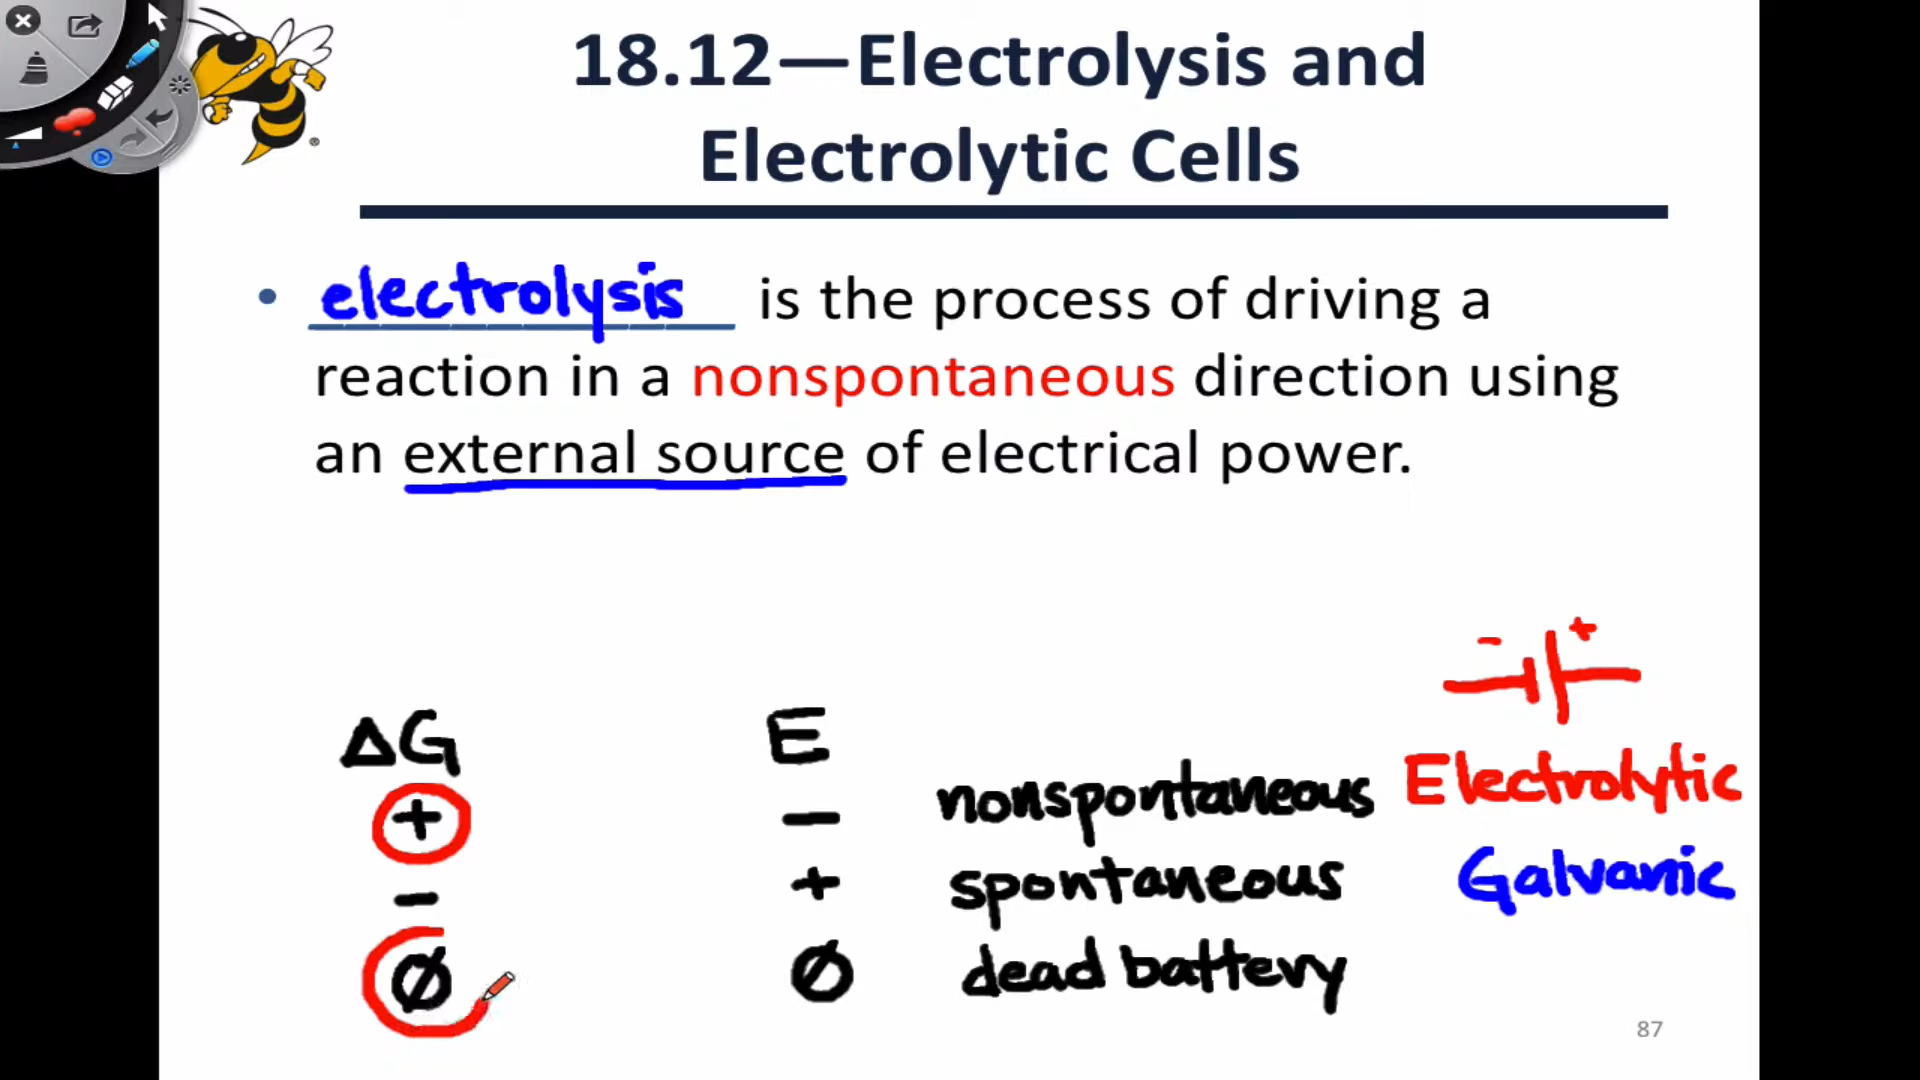 18.12—Electrolysis and
Electrolytic Cells
• electrolysis is the process of driving a
reaction in a nonspontaneous direction using
an external source of electrical power.
- +
ΔG E
+ – nonspontaneous Electrolytic
– + spontaneous Galvanic
Ø Ø dead battery
87